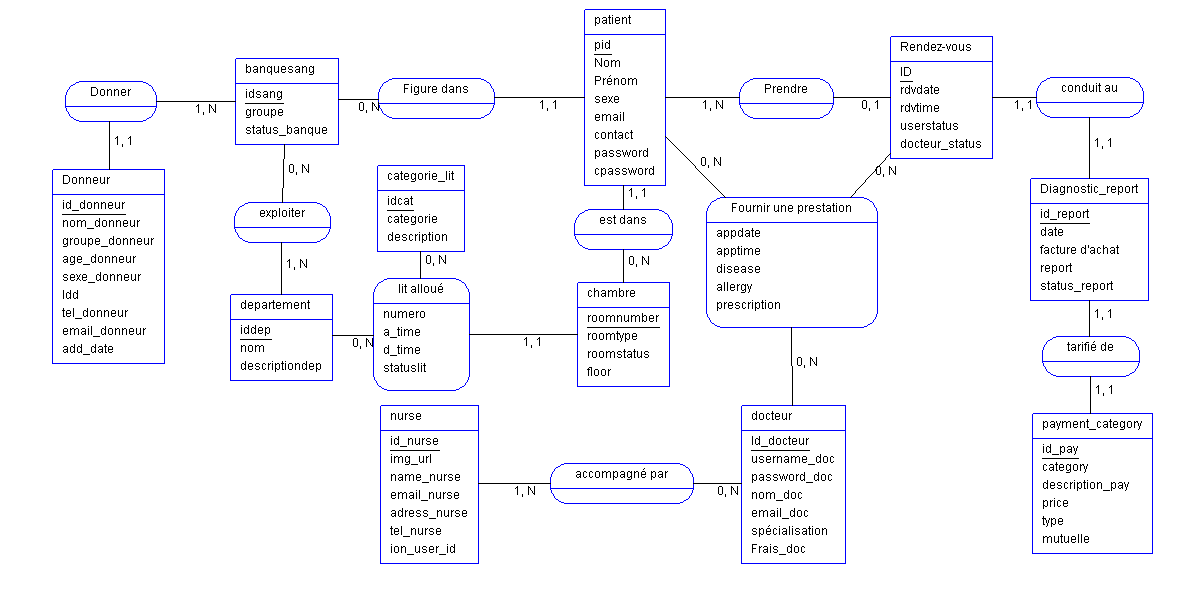 patient
pid
Nom
Prénom
sexe
email
contact
password
cpassword
Rendez-vous
ID
rdvdate
rdvtime
userstatus
docteur_status
banquesang
idsang
groupe
status_banque
Donner
1, N
1, 1
Figure dans
0, N
1, 1
Prendre
1, N
0, 1
conduit au
1, 1
1, 1
Donneur
id_donneur
nom_donneur
groupe_donneur
age_donneur
sexe_donneur
ldd
tel_donneur
email_donneur
add_date
exploiter
0, N
1, N
categorie_lit
idcat
categorie
description
0, N
est dans
1, 1
0, N
Fournir une prestation
appdate
apptime
disease
allergy
prescription
0, N
0, N
0, N
Diagnostic_report
id_report
date
facture d'achat
report
status_report
departement
iddep
nom
descriptiondep
lit alloué
numero
a_time
d_time
statuslit
0, N
1, 1
chambre
roomnumber
roomtype
roomstatus
floor
tarifié de
1, 1
1, 1
nurse
id_nurse
img_url
name_nurse
email_nurse
adress_nurse
tel_nurse
ion_user_id
accompagné par
1, N
0, N
docteur
Id_docteur
username_doc
password_doc
nom_doc
email_doc
spécialisation
Frais_doc
payment_category
id_pay
category
description_pay
price
type
mutuelle